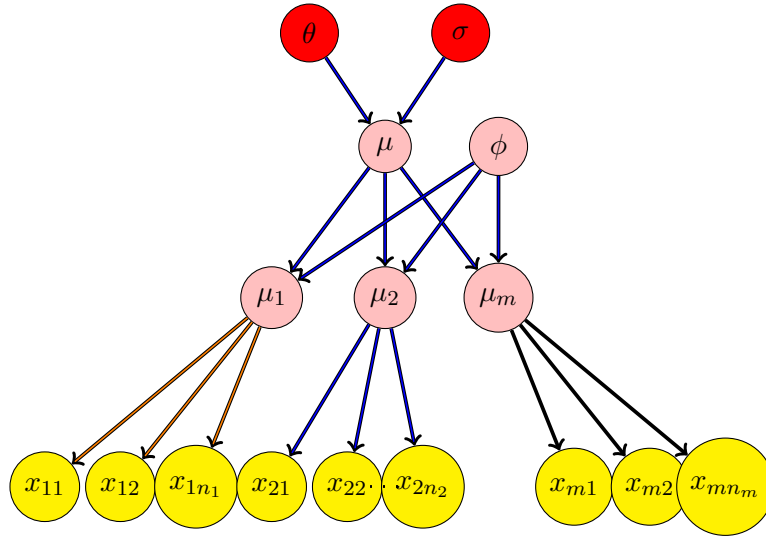 θ σ
μ ϕ
μ₁ μ₂ μₘ
x₁₁ x₁₂ x₁ₙ₁ x₂₁ x₂₂ ·· x₂ₙ₂ xₘ₁ xₘ₂ xₘₙₘ